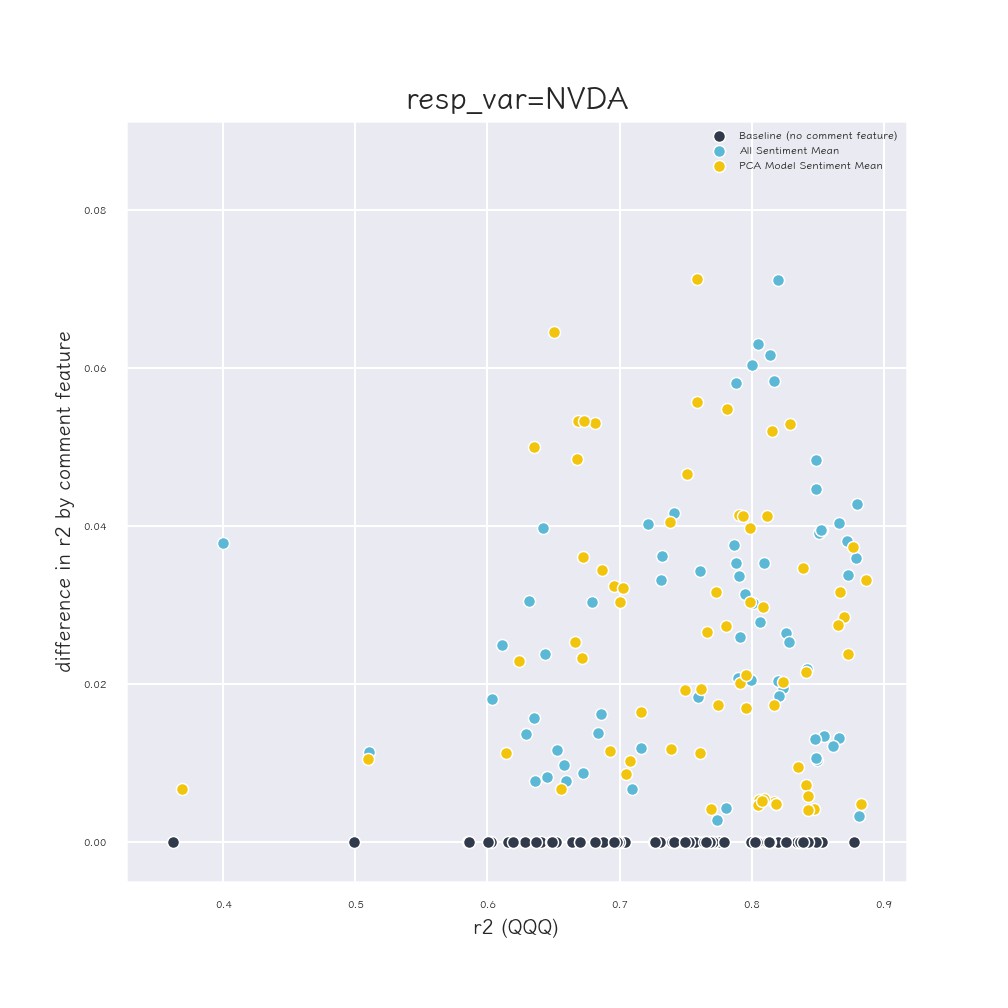 resp_var=NVDA
Baseline (no comment feature)
All Sentiment Mean
PCA Model Sentiment Mean
difference in r2 by comment feature
0.08
0.06
0.04
0.02
0.00
0.4 0.5 0.6 0.7 0.8 0.9
r2 (QQQ)